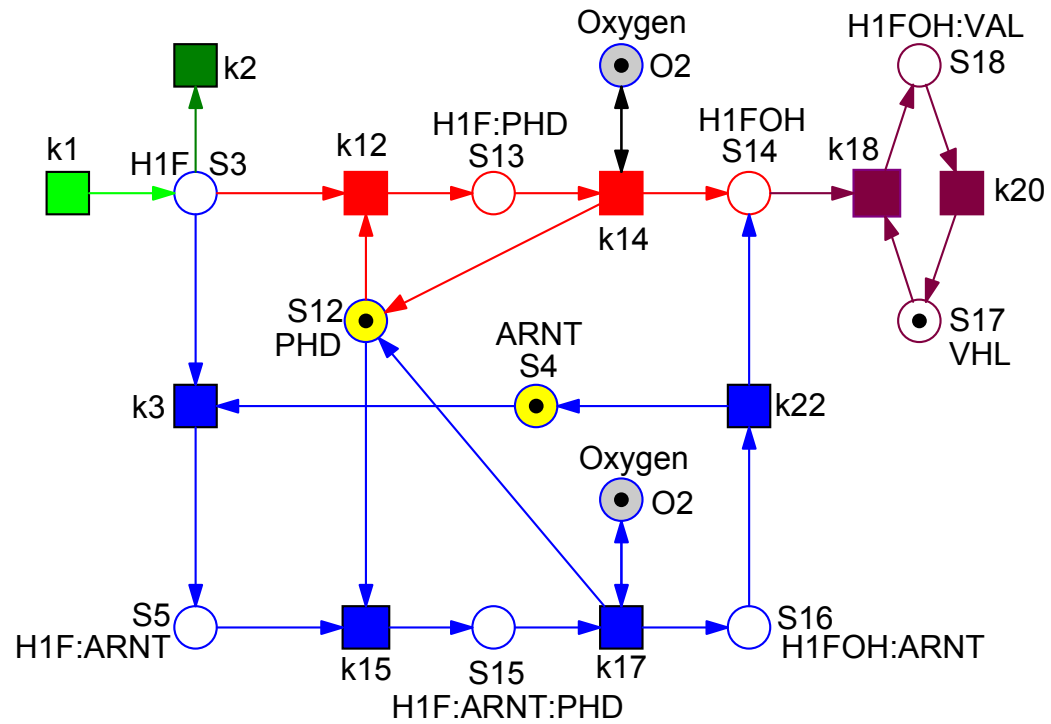 Oxygen
H1FOH:VAL
k2
O2
S18
k1
H1F:PHD
H1FOH
H1F S3
k12
S13
S14
k18
k20
k14
S12
PHD
ARNT
S4
S17
VHL
k3
k22
Oxygen
O2
S5
H1F:ARNT
S16
H1FOH:ARNT
k15
S15
k17
H1F:ARNT:PHD